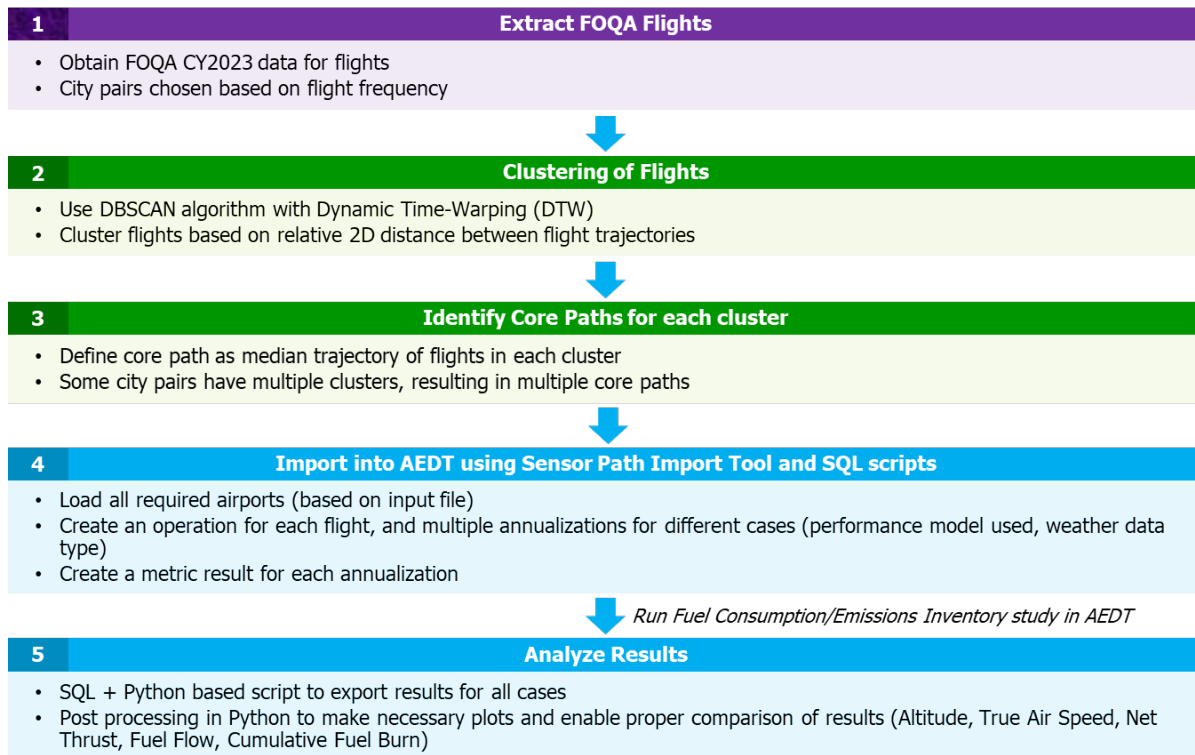 1 Extract FOQA Flights
• Obtain FOQA CY2023 data for flights
• City pairs chosen based on flight frequency
2 Clustering of Flights
• Use DBSCAN algorithm with Dynamic Time-Warping (DTW)
• Cluster flights based on relative 2D distance between flight trajectories
3 Identify Core Paths for each cluster
• Define core path as median trajectory of flights in each cluster
• Some city pairs have multiple clusters, resulting in multiple core paths
4 Import into AEDT using Sensor Path Import Tool and SQL scripts
• Load all required airports (based on input file)
• Create an operation for each flight, and multiple annualizations for different cases (performance model used, weather data
type)
• Create a metric result for each annualization
Run Fuel Consumption/Emissions Inventory study in AEDT
5 Analyze Results
• SQL + Python based script to export results for all cases
• Post processing in Python to make necessary plots and enable proper comparison of results (Altitude, True Air Speed, Net
Thrust, Fuel Flow, Cumulative Fuel Burn)